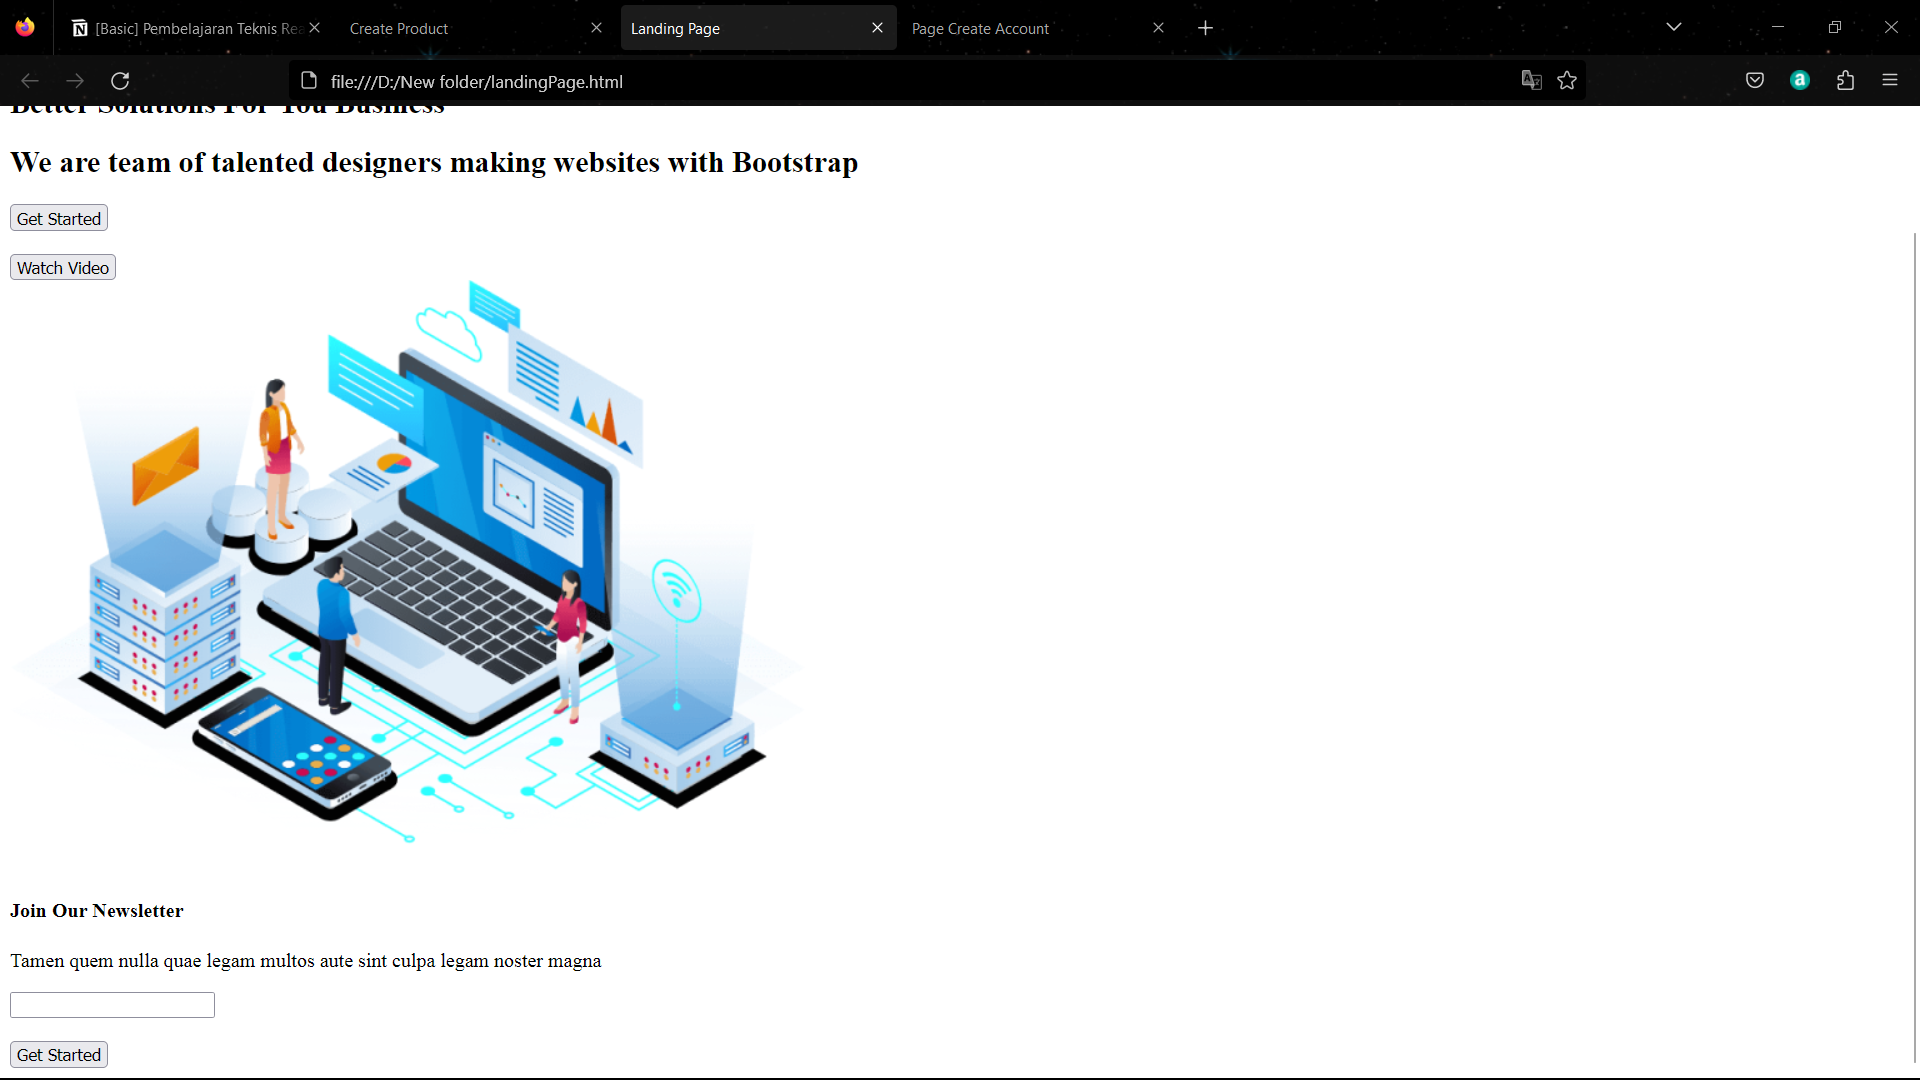 [Basic] Pembelajaran Teknis Rea
Create Product
Landing Page
Page Create Account
file:///D:/New folder/landingPage.html
Better Solutions For You Business
We are team of talented designers making websites with Bootstrap
Get Started
Watch Video
Join Our Newsletter
Tamen quem nulla quae legam multos aute sint culpa legam noster magna
Get Started